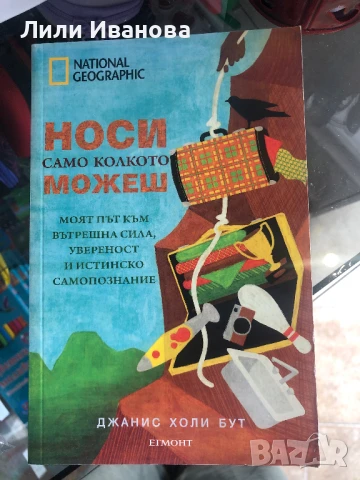 Лили Иванова
NATIONAL
GEOGRAPHIC
НОСИ
САМО КОЛКОТО
МОЖЕШ
МОЯТ ПЪТ КЪМ
ВЪТРЕШНА СИЛА,
УВЕРЕНОСТ
И ИСТИНСКО
САМОПОЗНАНИЕ
ДЖАНИС ХОЛИ БУТ
ЕГМОНТ
BAZAR